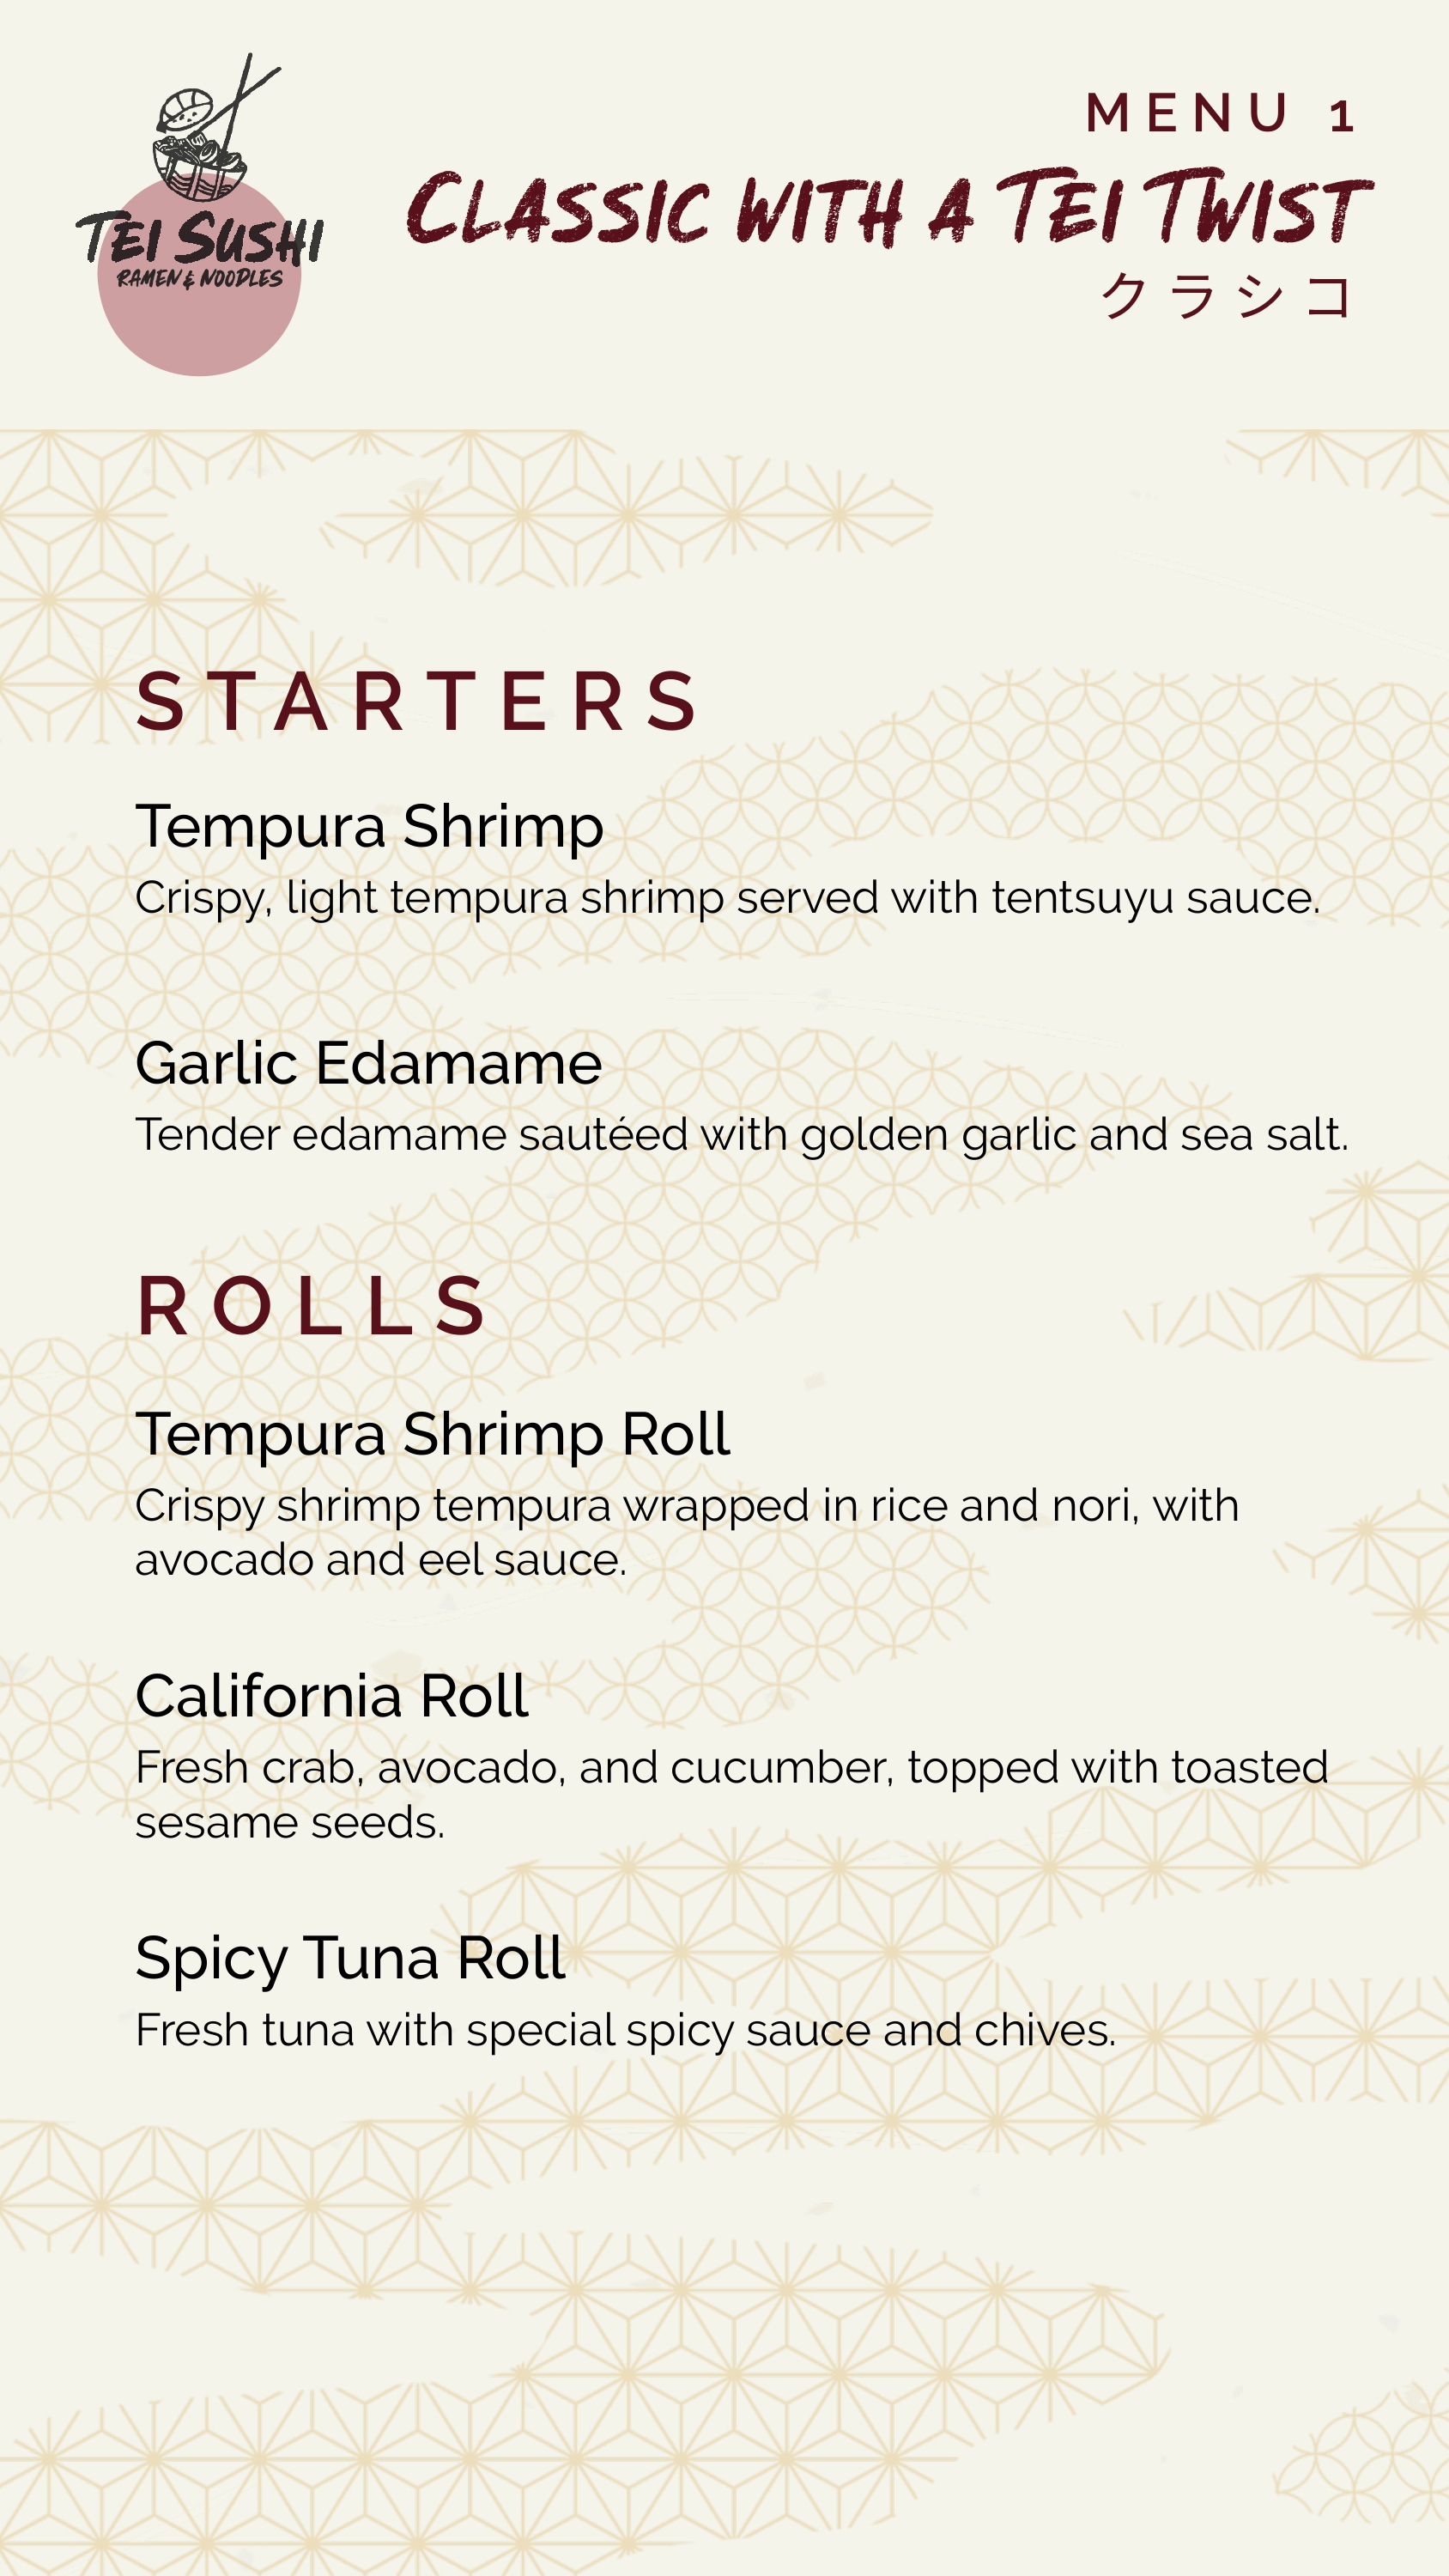 TEI SUSHI
RAMEN & NOODLES
MENU 1
CLASSIC WITH A TEI TWIST
クラシコ
STARTERS
Tempura Shrimp
Crispy, light tempura shrimp served with tentsuyu sauce.
Garlic Edamame
Tender edamame sautéed with golden garlic and sea salt.
ROLLS
Tempura Shrimp Roll
Crispy shrimp tempura wrapped in rice and nori, with
avocado and eel sauce.
California Roll
Fresh crab, avocado, and cucumber, topped with toasted
sesame seeds.
Spicy Tuna Roll
Fresh tuna with special spicy sauce and chives.